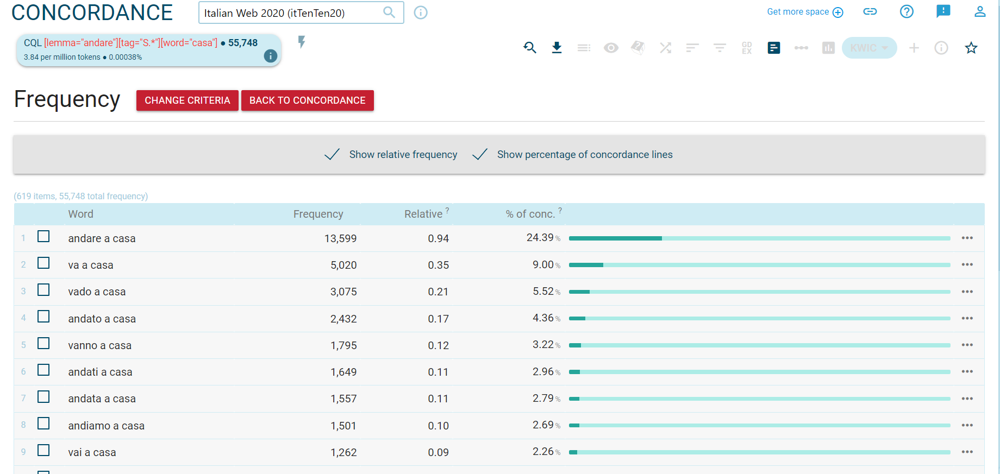 CONCORDANCE
Italian Web 2020 (itTenTen20)
Get more space
CQL [lemma="andare"][tag="S.*"][word="casa"] ● 55,748
3.84 per million tokens ● 0.00038%
GD
EX
KWIC
Frequency
CHANGE CRITERIA
BACK TO CONCORDANCE
Show relative frequency
Show percentage of concordance lines
(619 items, 55,748 total frequency)
Word Frequency Relative ? % of conc. ?
1 andare a casa 13,599 0.94 24.39 %
2 va a casa 5,020 0.35 9.00 %
3 vado a casa 3,075 0.21 5.52 %
4 andato a casa 2,432 0.17 4.36 %
5 vanno a casa 1,795 0.12 3.22 %
6 andati a casa 1,649 0.11 2.96 %
7 andata a casa 1,557 0.11 2.79 %
8 andiamo a casa 1,501 0.10 2.69 %
9 vai a casa 1,262 0.09 2.26 %